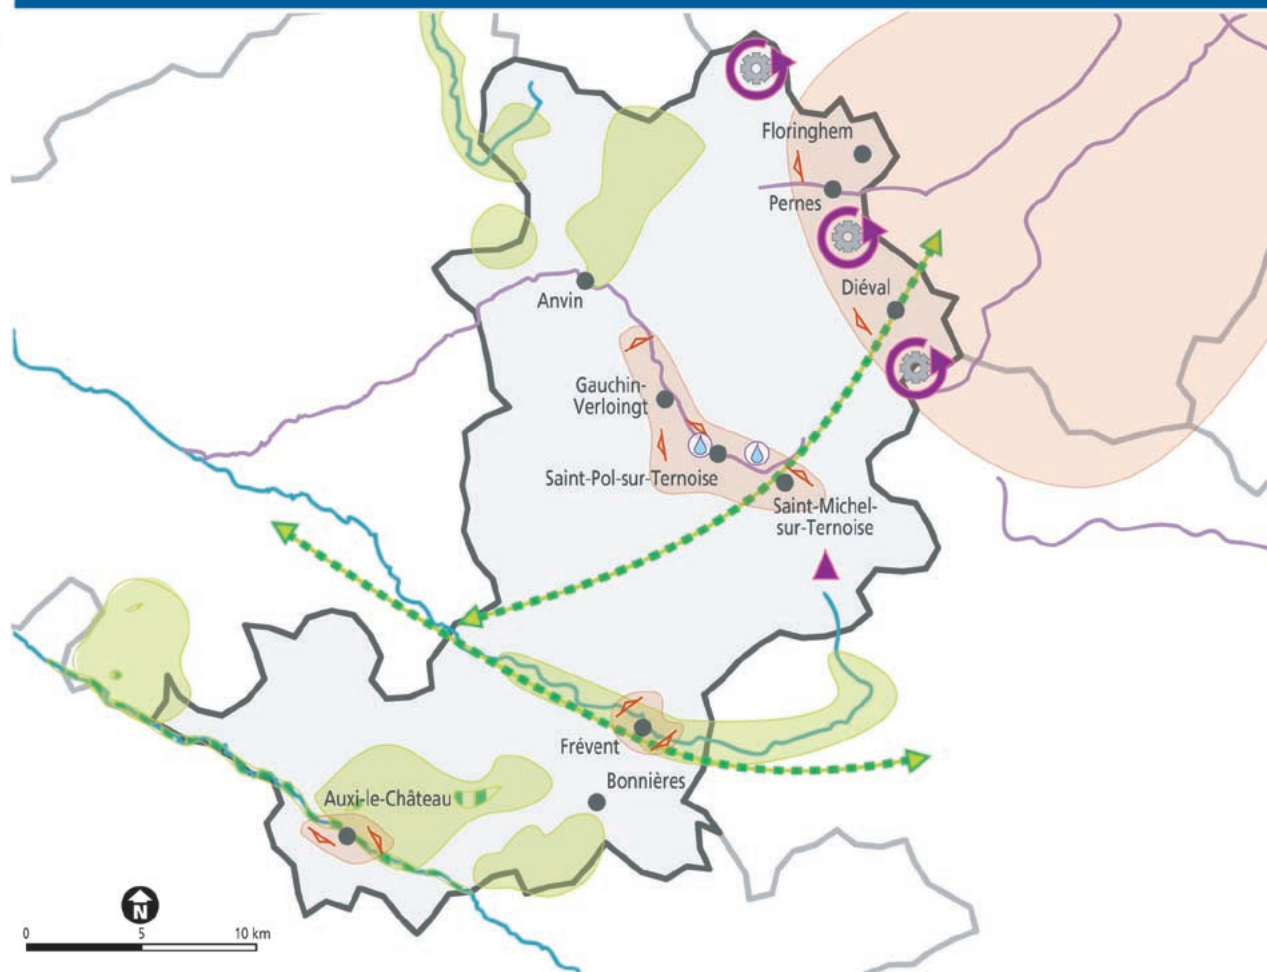 Floringhem
Pernes
Diéval
Anvin
Gauchin-
Verloingt
Saint-Pol-sur-Ternoise
Saint-Michel-
sur-Ternoise
Frévent
Bonnières
Auxi-le-Château
N
0 5 10 km